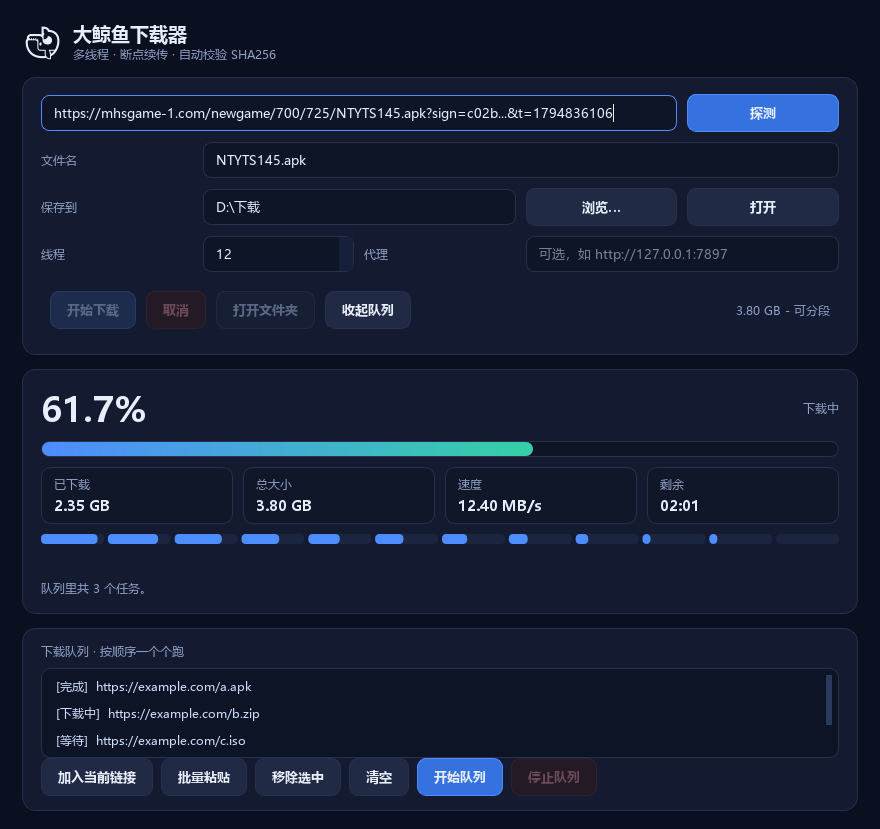 大鲸鱼下载器
多线程 · 断点续传 · 自动校验 SHA256
https://mhsgame-1.com/newgame/700/725/NTYTS145.apk?sign=c02b...&t=1794836106
探测
文件名
NTYTS145.apk
保存到
D:\下载
浏览...
打开
线程
12
代理
可选，如 http://127.0.0.1:7897
开始下载
取消
打开文件夹
收起队列
3.80 GB - 可分段
61.7%
下载中
已下载
2.35 GB
总大小
3.80 GB
速度
12.40 MB/s
剩余
02:01
队列里共 3 个任务。
下载队列 · 按顺序一个个跑
[完成] https://example.com/a.apk
[下载中] https://example.com/b.zip
[等待] https://example.com/c.iso
加入当前链接
批量粘贴
移除选中
清空
开始队列
停止队列